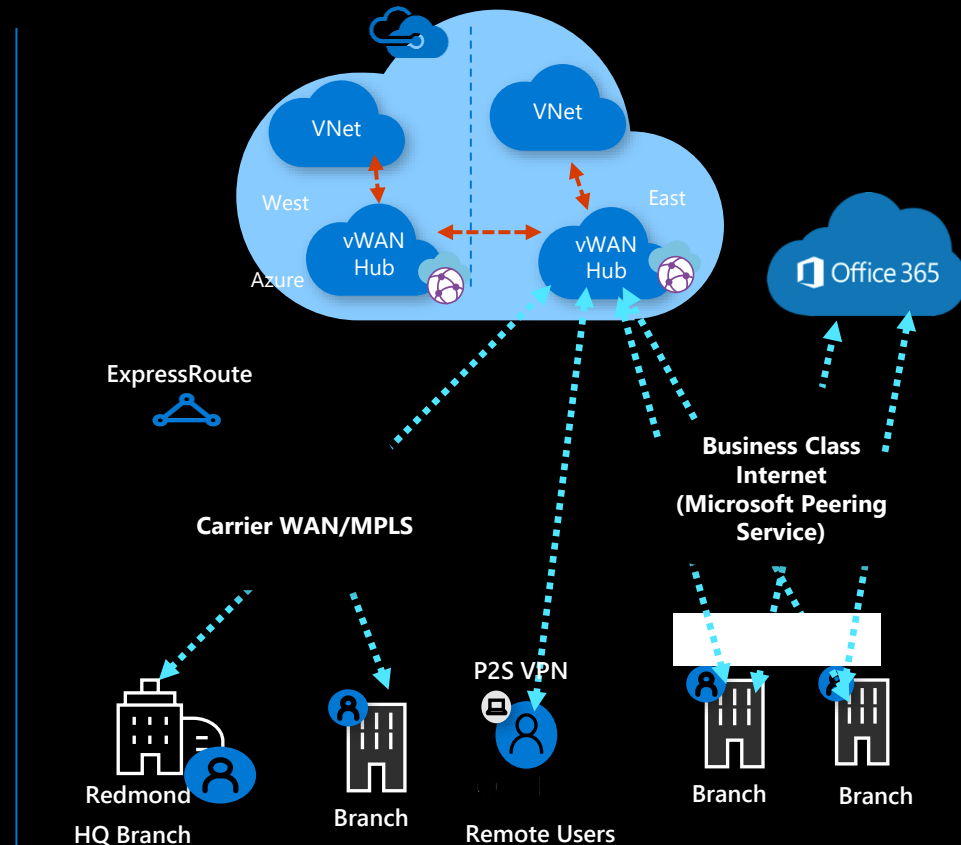 VNet
VNet
West
East
vWAN
Hub
vWAN
Hub
Azure
Office 365
ExpressRoute
Business Class
Internet
(Microsoft Peering
Service)
Carrier WAN/MPLS
P2S VPN
Redmond
HQ Branch
Branch
Remote Users
Branch
Branch